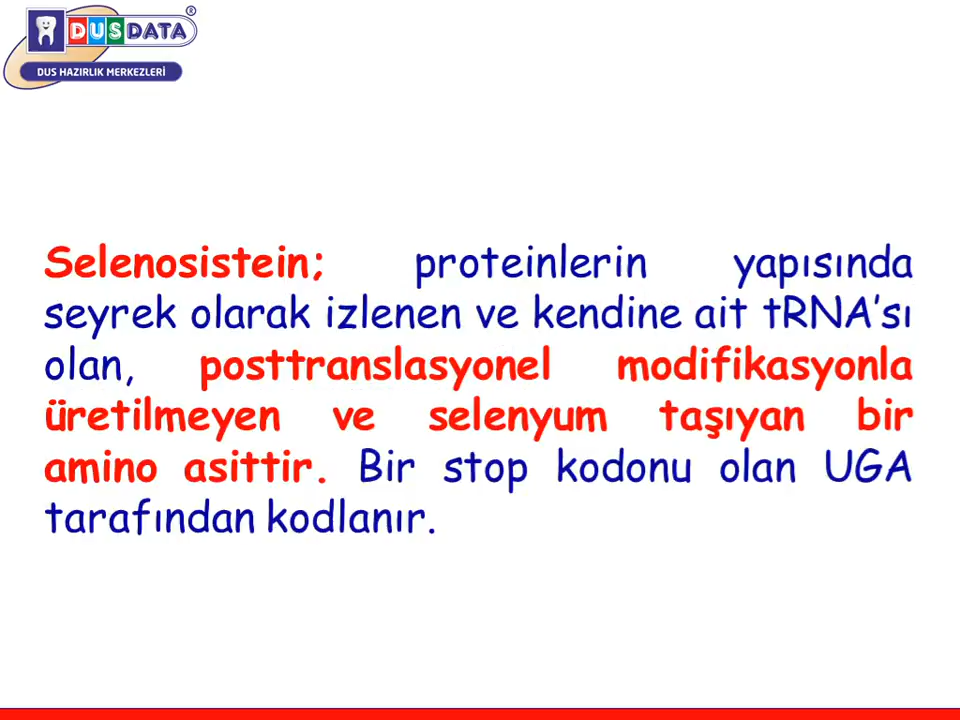 DUSDATA®
DUS HAZIRLIK MERKEZLERİ
Selenosistein; proteinlerin yapısında
seyrek olarak izlenen ve kendine ait tRNA’sı
olan, posttranslasyonel modifikasyonla
üretilmeyen ve selenyum taşıyan bir
amino asittir. Bir stop kodonu olan UGA
tarafından kodlanır.